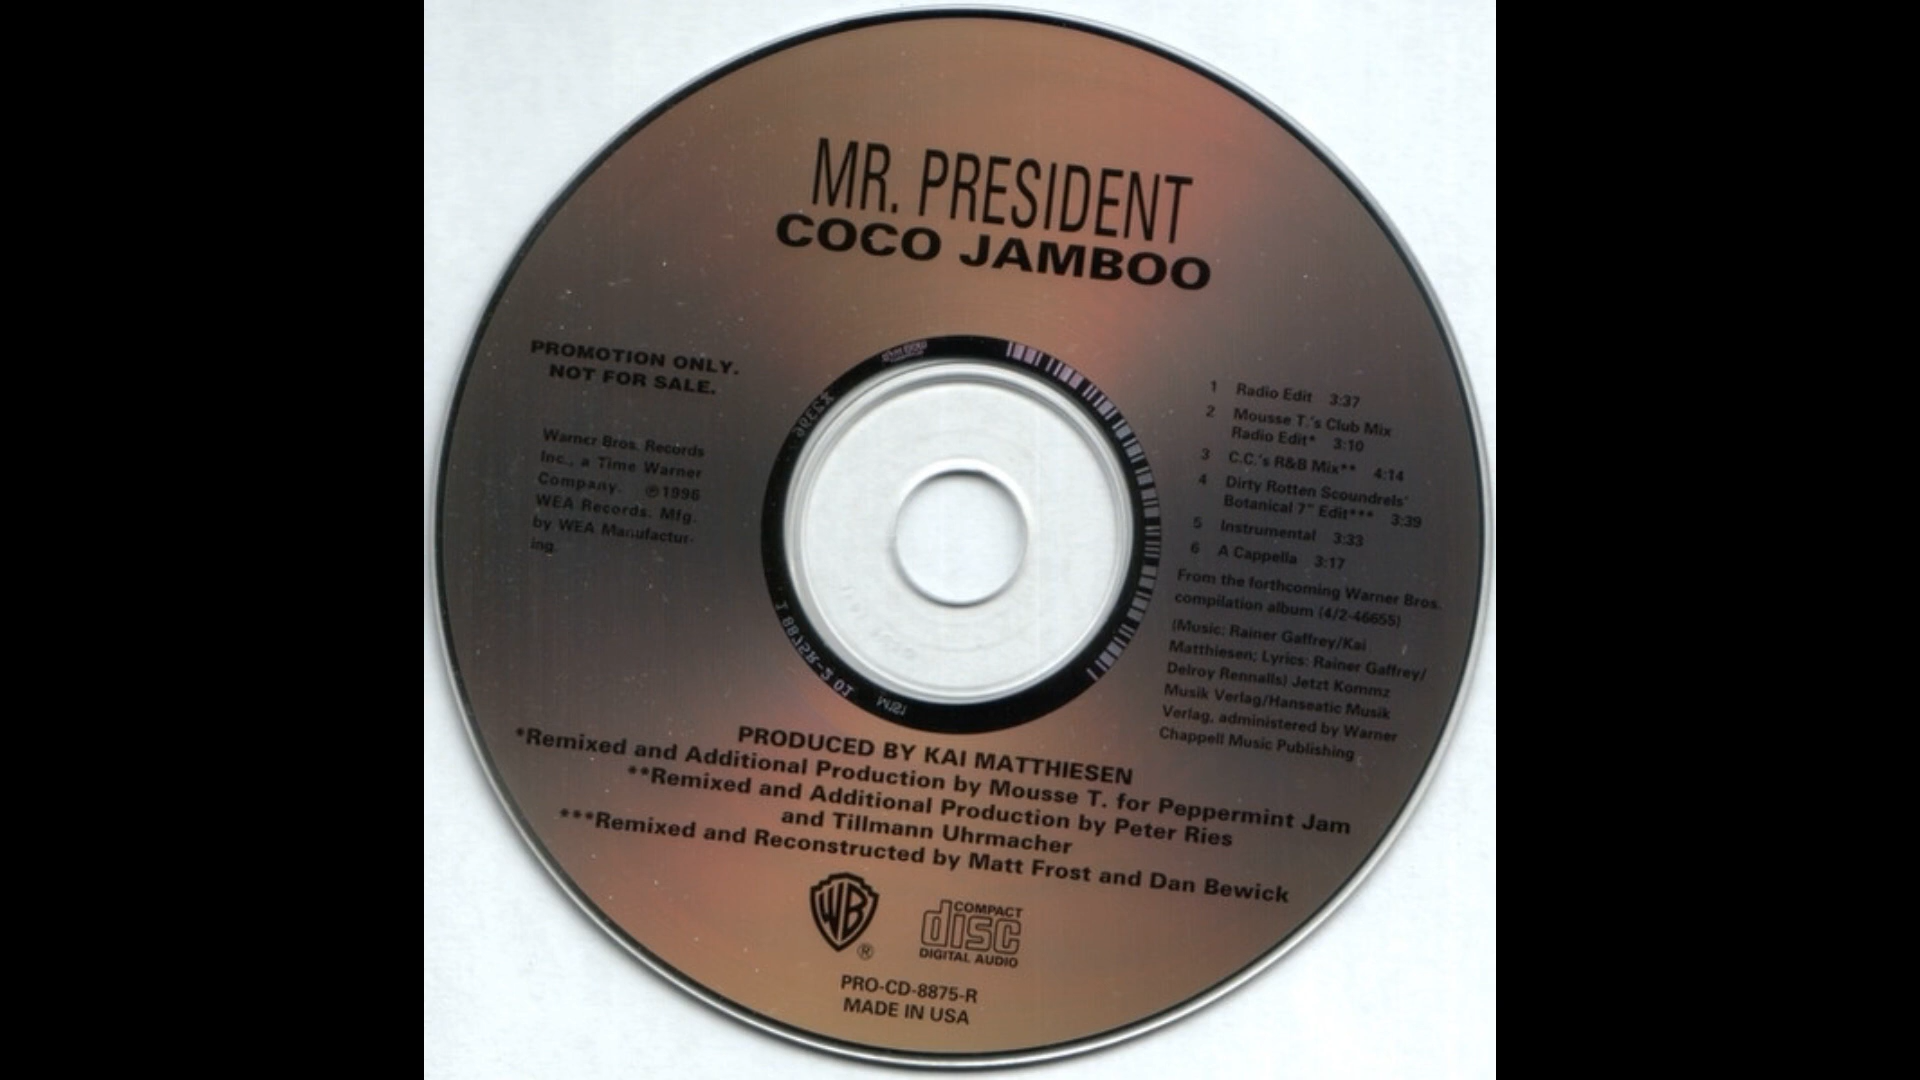 MR. PRESIDENT
COCO JAMBOO
PROMOTION ONLY.
NOT FOR SALE.
Warner Bros. Records
Inc., a Time Warner
Company. ℗1996
WEA Records. Mfg.
by WEA Manufactur-
ing.
1 Radio Edit 3:37
2 Mousse T.'s Club Mix
Radio Edit* 3:10
3 C.C.'s R&B Mix** 4:14
4 Dirty Rotten Scoundrels'
Botanical 7" Edit*** 3:39
5 Instrumental 3:33
6 A Cappella 3:17
From the forthcoming Warner Bros.
compilation album (4/2-46655)
(Music: Rainer Gaffrey/Kai
Matthiesen; Lyrics: Rainer Gaffrey/
Delroy Rennalls) Jetzt Kommz
Musik Verlag/Hanseatic Musik
Verlag, administered by Warner
Chappell Music Publishing
1 8875R-2 01
PRODUCED BY KAI MATTHIESEN
*Remixed and Additional Production by Mousse T. for Peppermint Jam
**Remixed and Additional Production by Peter Ries
and Tillmann Uhrmacher
***Remixed and Reconstructed by Matt Frost and Dan Bewick
WB ®
COMPACT
disc
DIGITAL AUDIO
PRO-CD-8875-R
MADE IN USA